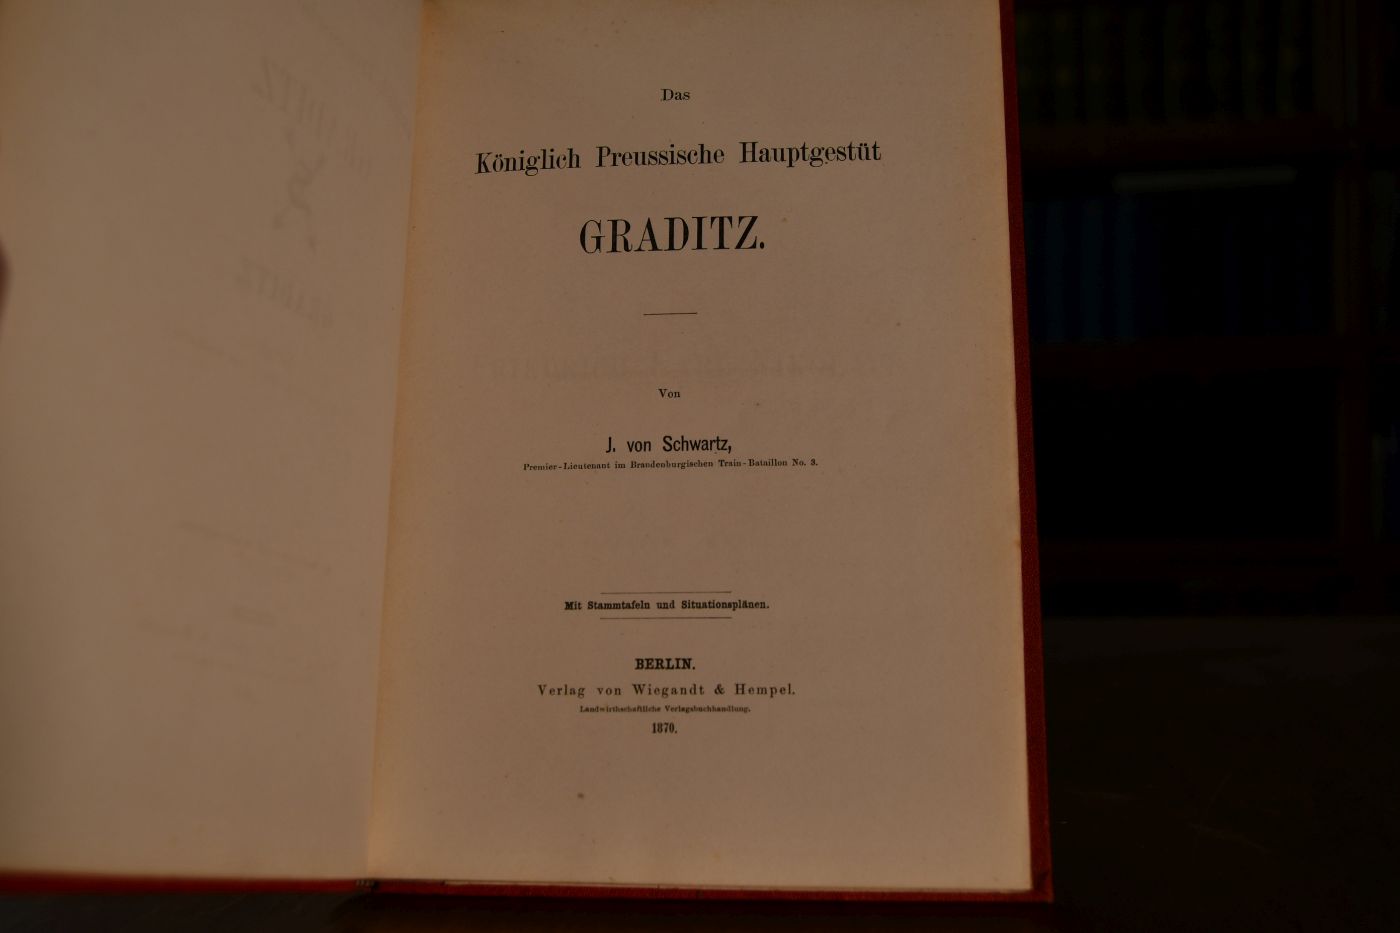 Das
Königlich Preussische Hauptgestüt
GRADITZ.
Von
J. von Schwartz,
Premier-Lieutenant im Brandenburgischen Train-Bataillon No. 3.
Mit Stammtafeln und Situationsplänen.
BERLIN.
Verlag von Wiegandt & Hempel.
Landwirthschaftliche Verlagsbuchhandlung.
1870.